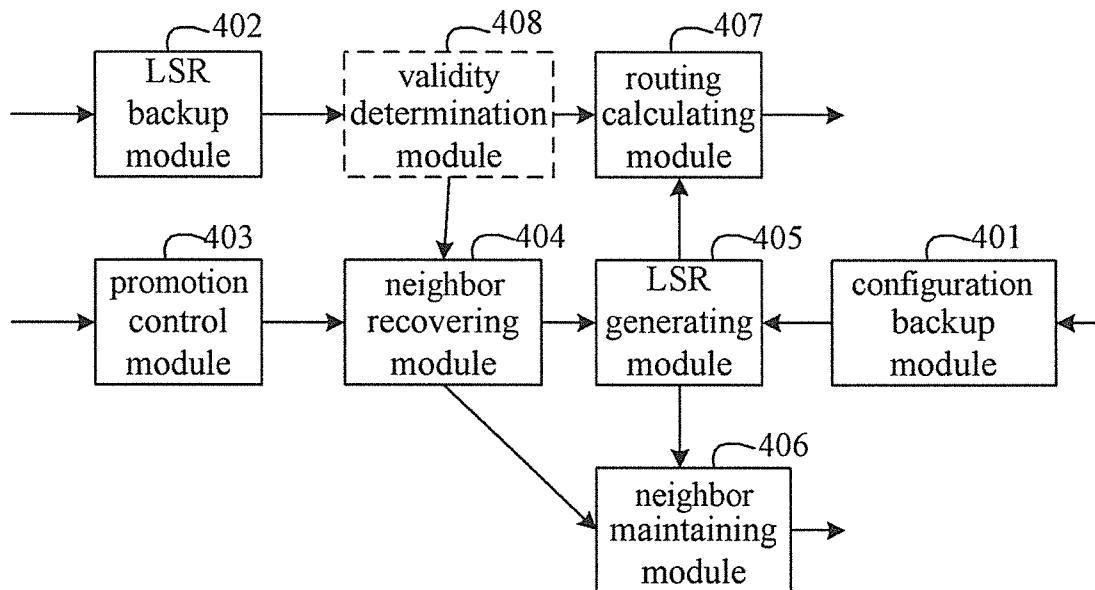 402
LSR
backup
module
408
validity
determination
module
407
routing
calculating
module
403
promotion
control
module
404
neighbor
recovering
module
405
LSR
generating
module
401
configuration
backup
module
406
neighbor
maintaining
module